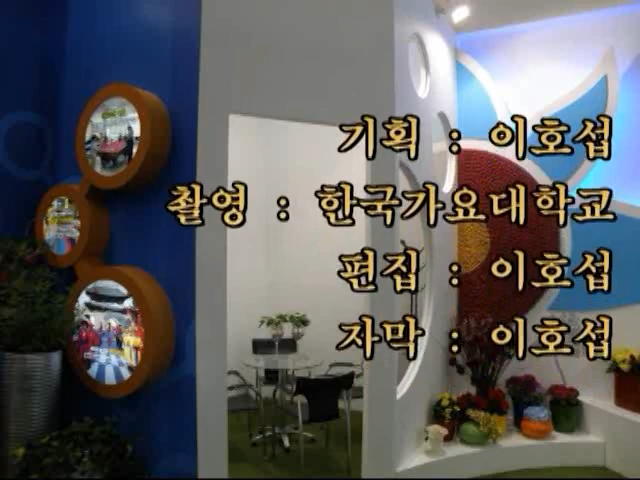 기획 : 이호섭
촬영 : 한국가요대학교
편집 : 이호섭
자막 : 이호섭